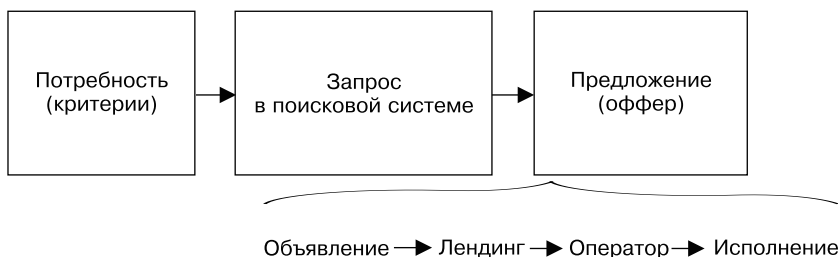 Потребность
(критерии)
Запрос
в поисковой системе
Предложение
(оффер)
Объявление Лендинг Оператор Исполнение